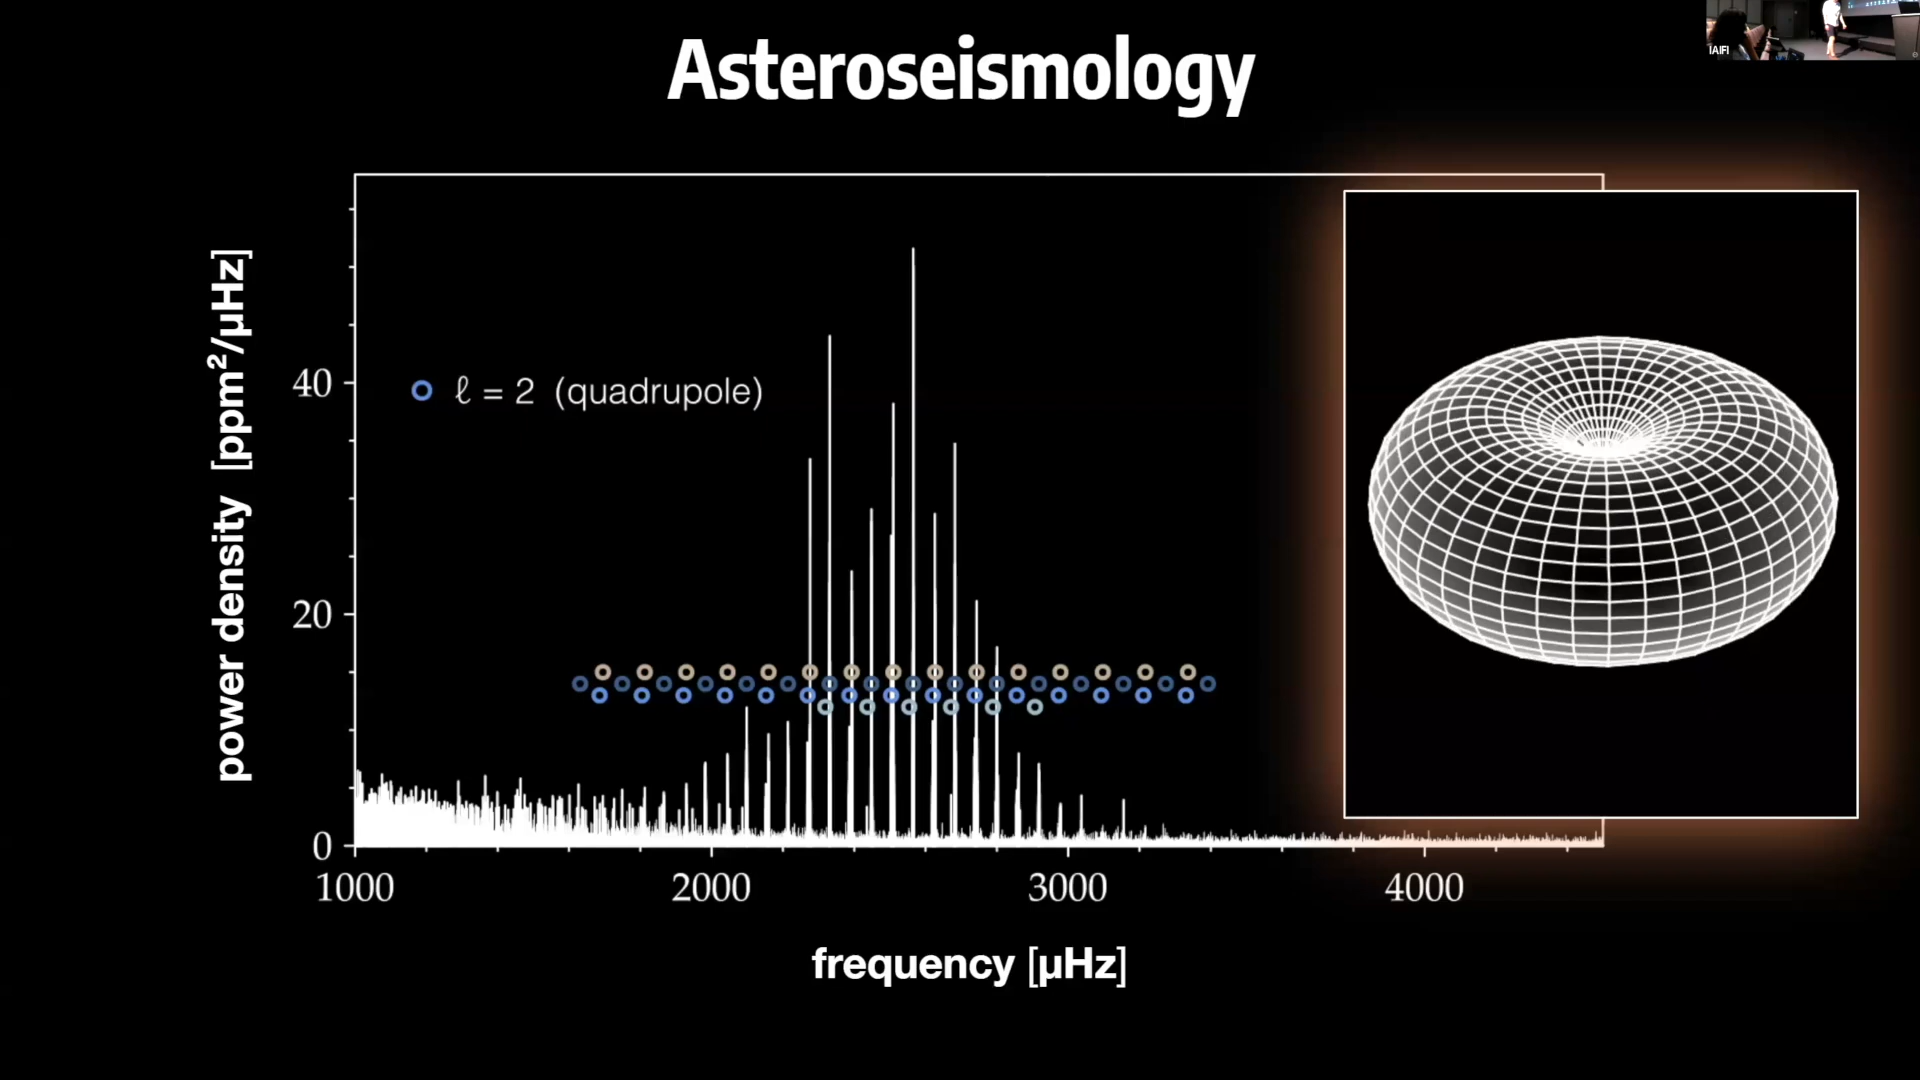 Asteroseismology
IAIFI
power density [ppm²/μHz]
40
20
0
ℓ = 2 (quadrupole)
1000
2000
3000
4000
frequency [μHz]